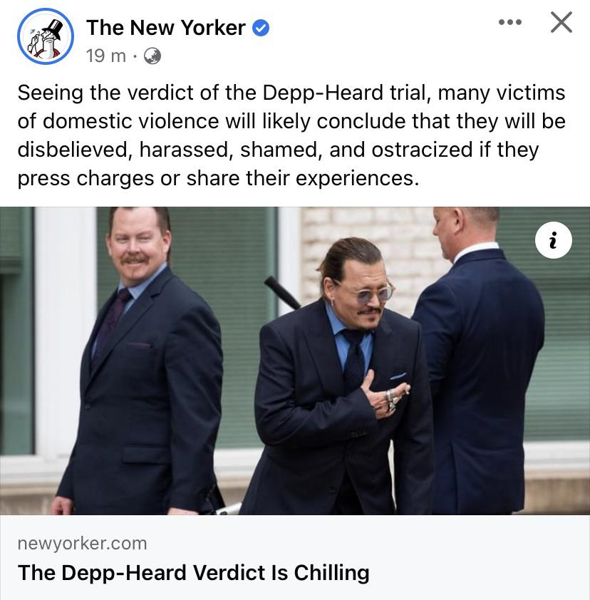 The New Yorker
19 m ·
Seeing the verdict of the Depp-Heard trial, many victims
of domestic violence will likely conclude that they will be
disbelieved, harassed, shamed, and ostracized if they
press charges or share their experiences.
i
newyorker.com
The Depp-Heard Verdict Is Chilling